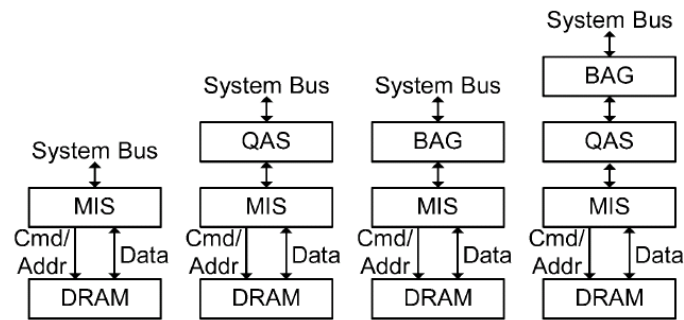 System Bus
MIS
Cmd/
Addr
Data
DRAM
System Bus
QAS
MIS
Cmd/
Addr
Data
DRAM
System Bus
BAG
MIS
Cmd/
Addr
Data
DRAM
System Bus
BAG
QAS
MIS
Cmd/
Addr
Data
DRAM